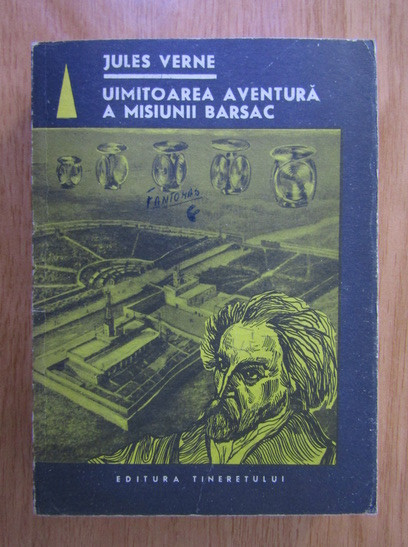 JULES VERNE
UIMITOAREA AVENTURĂ
A MISIUNII BARSAC
FANTOMAS
EDITURA TINERETULUI